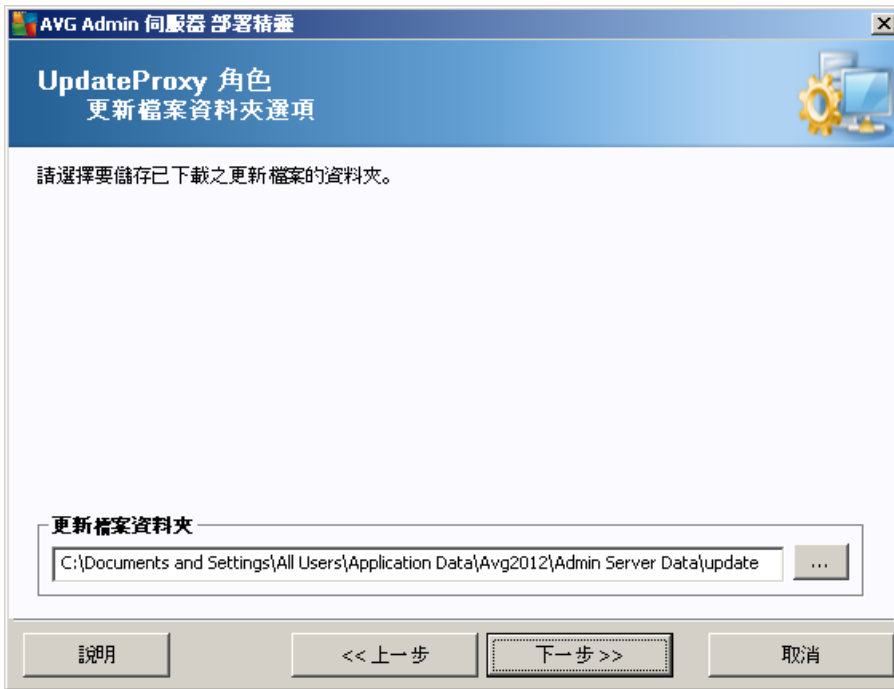 AVG Admin 伺服器 部署精靈
UpdateProxy 角色
更新檔案資料夾選項
請選擇要儲存已下載之更新檔案的資料夾。
更新檔案資料夾
C:\Documents and Settings\All Users\Application Data\Avg2012\Admin Server Data\update
...
說明
<< 上一步
下一步 >>
取消